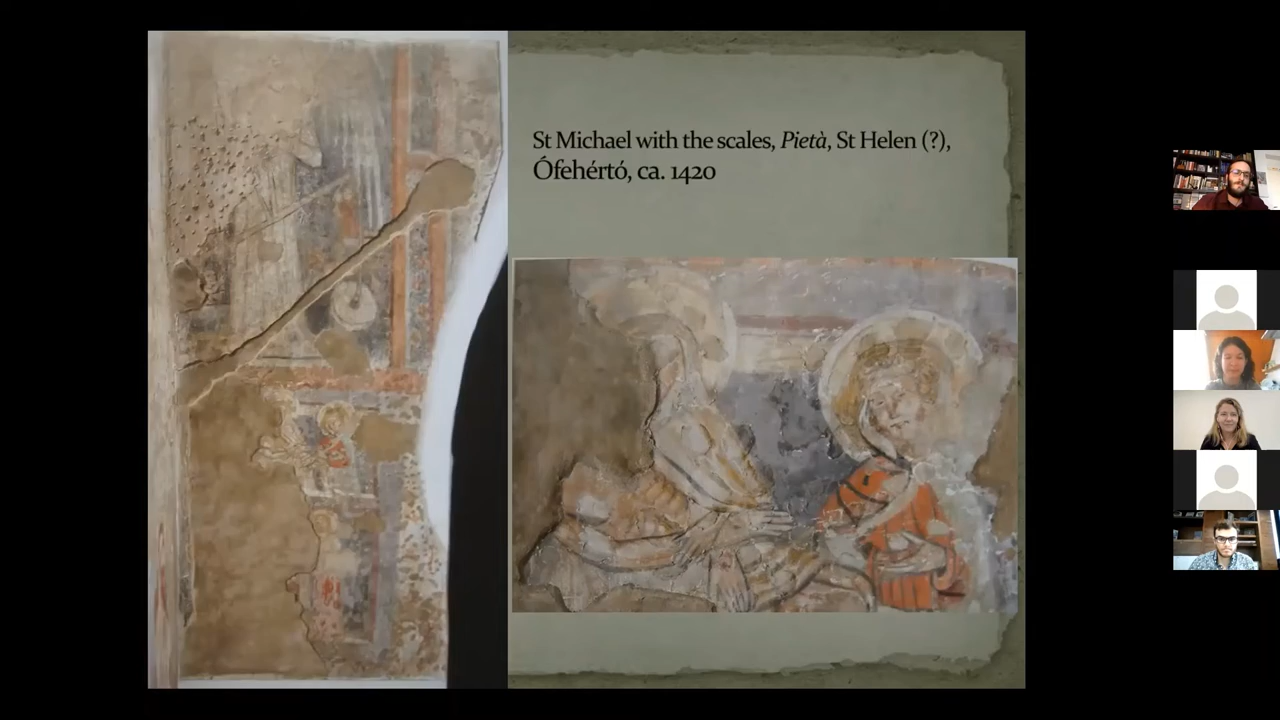 St Michael with the scales, Pietà, St Helen (?),
Ófehértó, ca. 1420